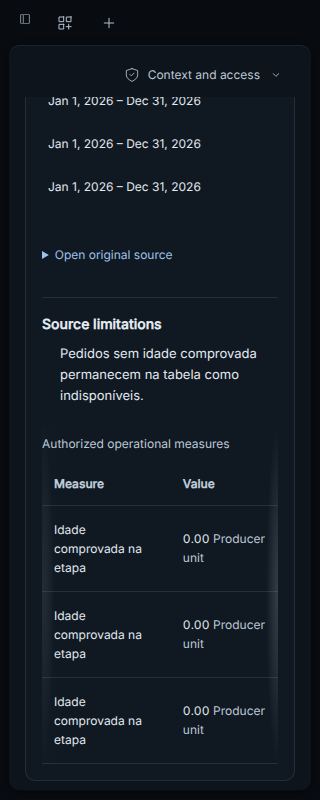 Context and access
Jan 1, 2026 – Dec 31, 2026
Jan 1, 2026 – Dec 31, 2026
Jan 1, 2026 – Dec 31, 2026
Open original source
Source limitations
Pedidos sem idade comprovada
permanecem na tabela como
indisponíveis.
Authorized operational measures
Measure Value
Idade
comprovada na
etapa
0.00 Producer
unit
Idade
comprovada na
etapa
0.00 Producer
unit
Idade
comprovada na
etapa
0.00 Producer
unit